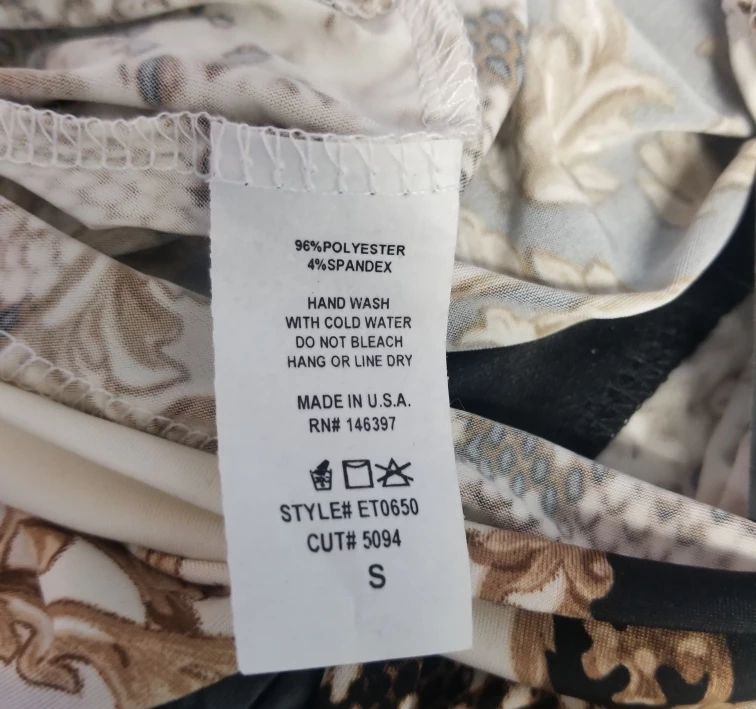 96%POLYESTER
4%SPANDEX
HAND WASH
WITH COLD WATER
DO NOT BLEACH
HANG OR LINE DRY
MADE IN U.S.A.
RN# 146397
STYLE# ET0650
CUT# 5094
S